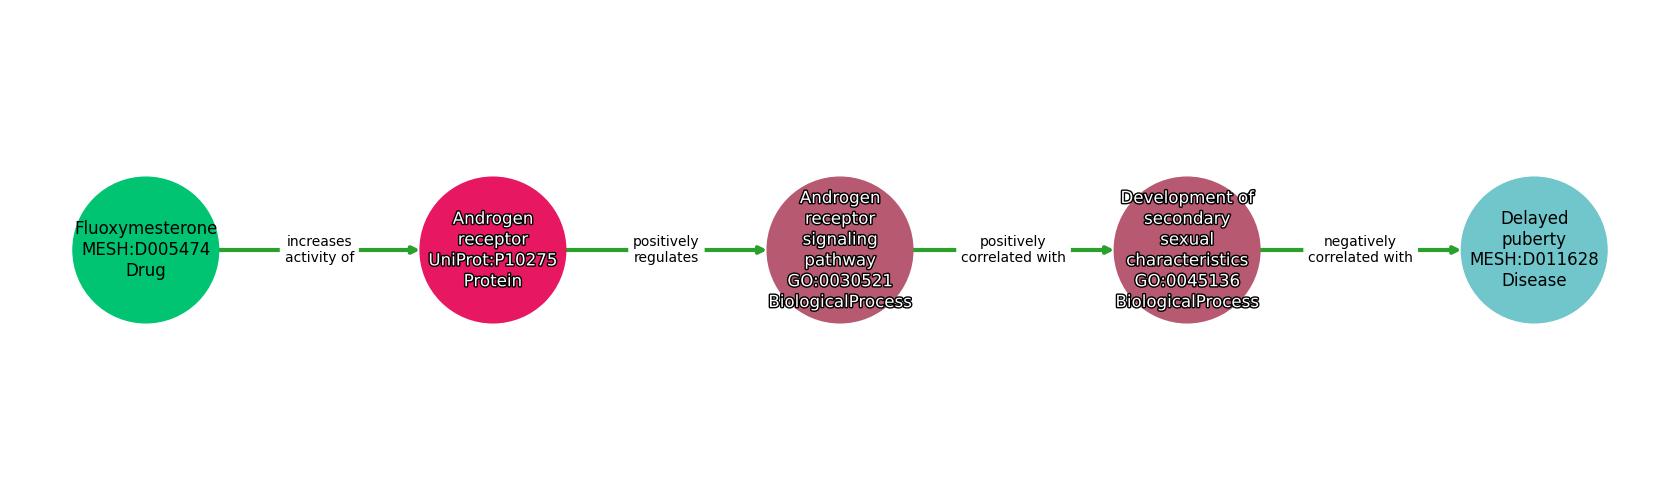 Fluoxymesterone
MESH:D005474
Drug
increases
activity of
Androgen
receptor
UniProt:P10275
Protein
positively
regulates
Androgen
receptor
signaling
pathway
GO:0030521
BiologicalProcess
positively
correlated with
Development of
secondary
sexual
characteristics
GO:0045136
BiologicalProcess
negatively
correlated with
Delayed
puberty
MESH:D011628
Disease